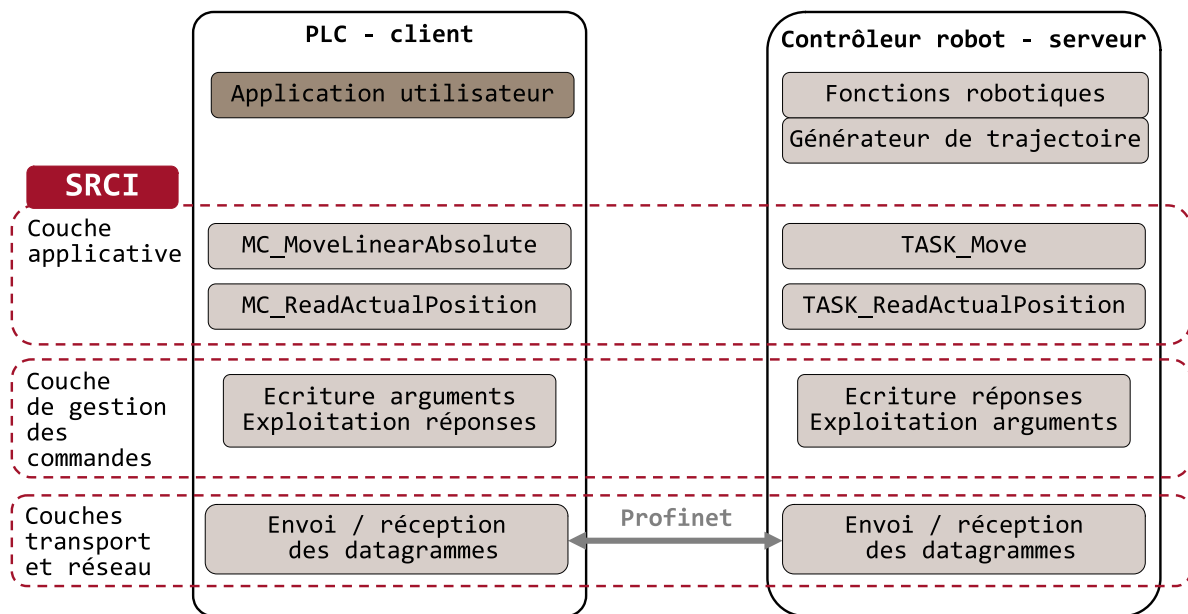 PLC - client
Contrôleur robot - serveur
Application utilisateur
Fonctions robotiques
Générateur de trajectoire
SRCI
Couche
applicative
MC_MoveLinearAbsolute
TASK_Move
MC_ReadActualPosition
TASK_ReadActualPosition
Couche
de gestion
des
commandes
Ecriture arguments
Exploitation réponses
Ecriture réponses
Exploitation arguments
Couches
transport
et réseau
Envoi / réception
des datagrammes
Profinet
Envoi / réception
des datagrammes